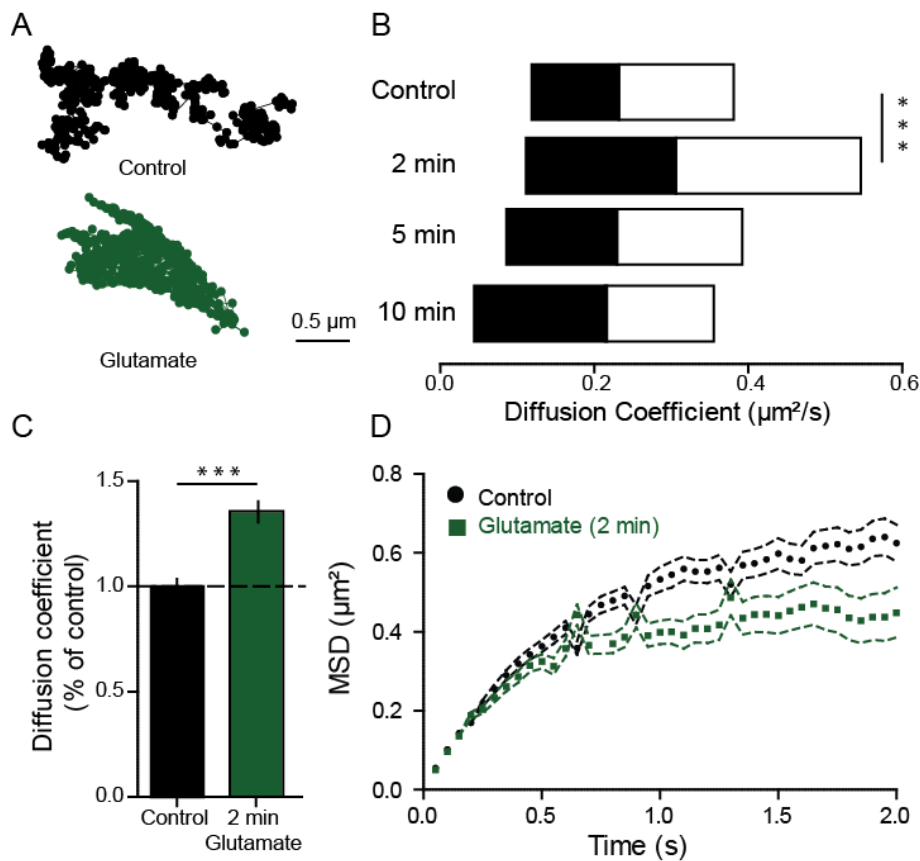 A
Control
Glutamate
0.5 µm
B
Control
2 min
5 min
10 min
***
0.0
0.2
0.4
0.6
Diffusion Coefficient (µm²/s)
C
Diffusion coefficient
(% of control)
1.5
1.0
0.5
0.0
***
Control
2 min
Glutamate
D
MSD (µm²)
0.8
0.6
0.4
0.2
0.0
Control
Glutamate (2 min)
0.0
0.5
1.0
1.5
2.0
Time (s)